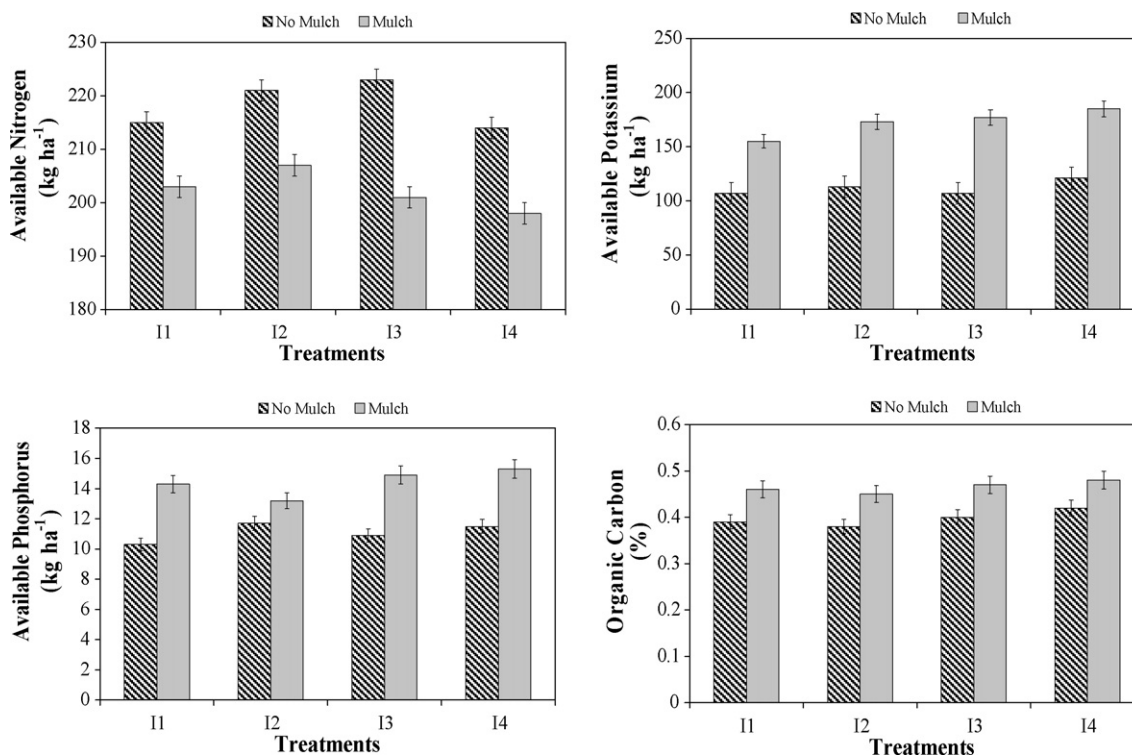 No Mulch Mulch
Available Nitrogen
(kg ha-1)
230
220
210
200
190
180
I1 I2 I3 I4
Treatments
No Mulch Mulch
Available Potassium
(kg ha-1)
250
200
150
100
50
0
I1 I2 I3 I4
Treatments
No Mulch Mulch
Available Phosphorus
(kg ha-1)
18
16
14
12
10
8
6
4
2
0
I1 I2 I3 I4
Treatments
No Mulch Mulch
Organic Carbon
(%)
0.6
0.5
0.4
0.3
0.2
0.1
0
I1 I2 I3 I4
Treatments